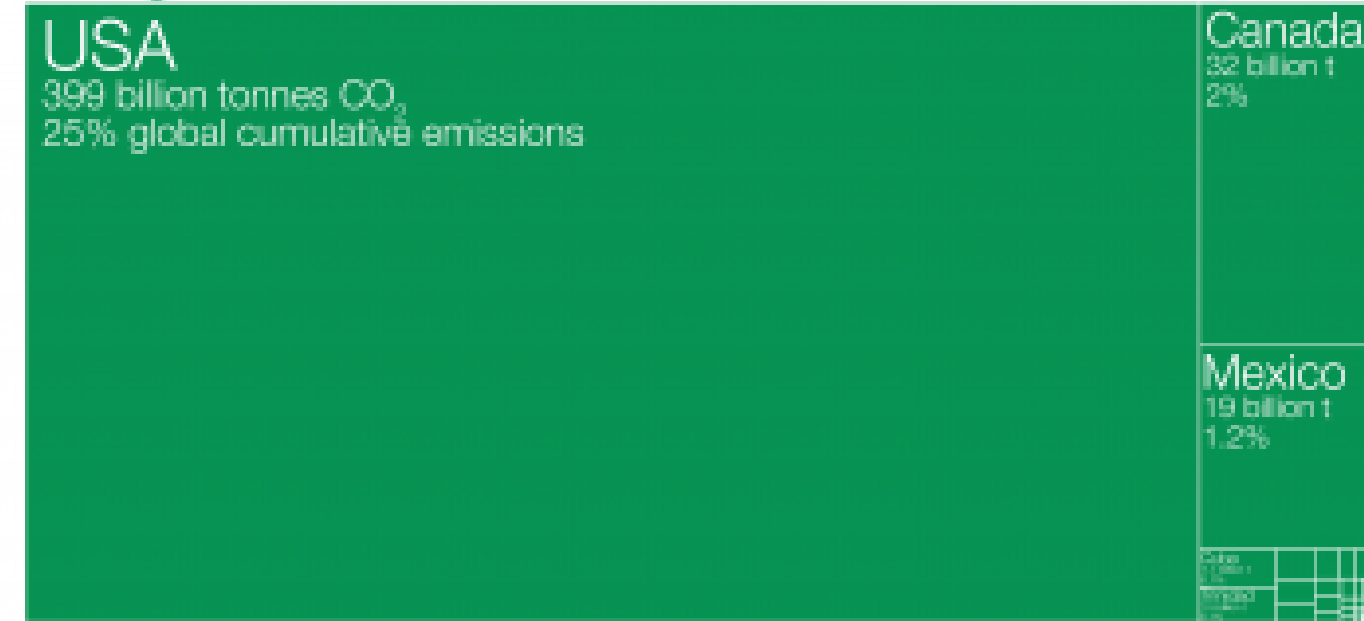 USA
399 billion tonnes CO₂
25% global cumulative emissions
Canada
32 billion t
2%
Mexico
19 billion t
1.2%